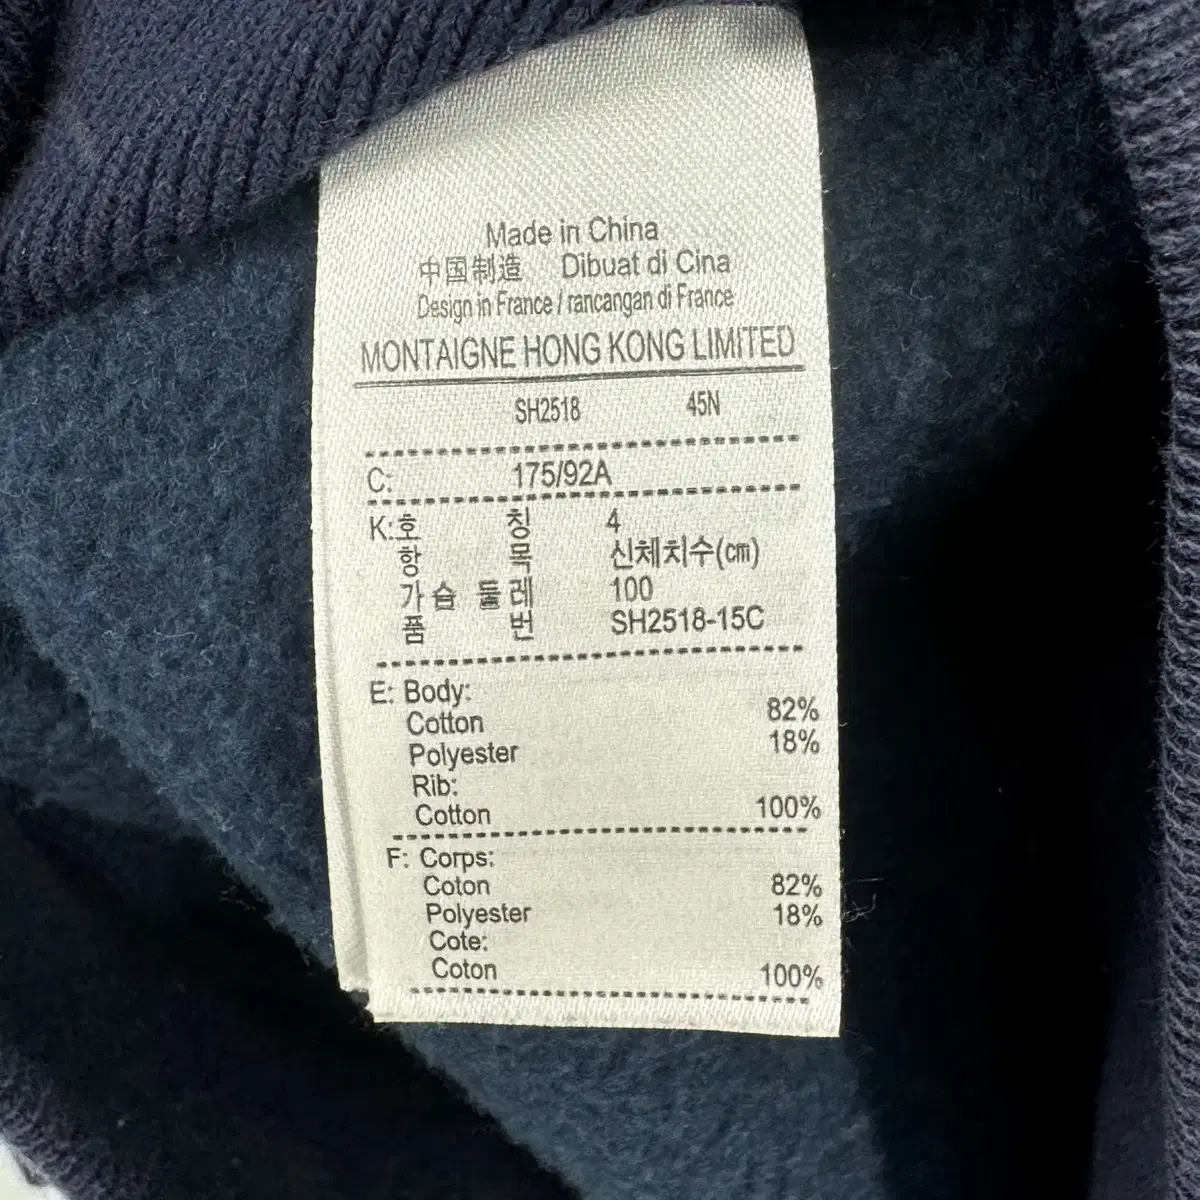 Made in China
中国制造 Dibuat di Cina
Design in France / rancangan di France
MONTAIGNE HONG KONG LIMITED
SH2518 45N
C: 175/92A
K:호 칭 4
항 목 신체치수(cm)
가슴 둘레 100
품 번 SH2518-15C
E: Body:
Cotton 82%
Polyester 18%
Rib:
Cotton 100%
F: Corps:
Coton 82%
Polyester 18%
Cote:
Coton 100%